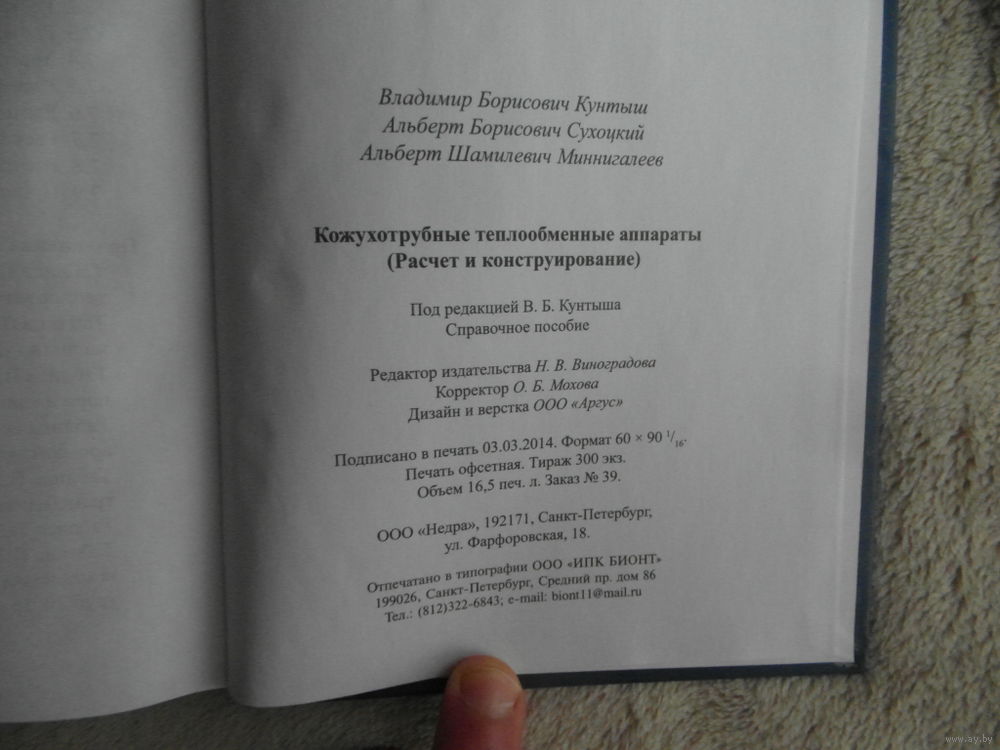 Владимир Борисович Кунтыш
Альберт Борисович Сухоцкий
Альберт Шамилевич Миннигалеев
Кожухотрубные теплообменные аппараты
(Расчет и конструирование)
Под редакцией В. Б. Кунтыша
Справочное пособие
Редактор издательства Н. В. Виноградова
Корректор О. Б. Мохова
Дизайн и верстка ООО «Аргус»
Подписано в печать 03.03.2014. Формат 60 × 90 1/16.
Печать офсетная. Тираж 300 экз.
Объем 16,5 печ. л. Заказ № 39.
ООО «Недра», 192171, Санкт-Петербург,
ул. Фарфоровская, 18.
Отпечатано в типографии ООО «ИПК БИОНТ»
199026, Санкт-Петербург, Средний пр. дом 86
Тел.: (812)322-6843; e-mail: biont11@mail.ru
www.ay.by